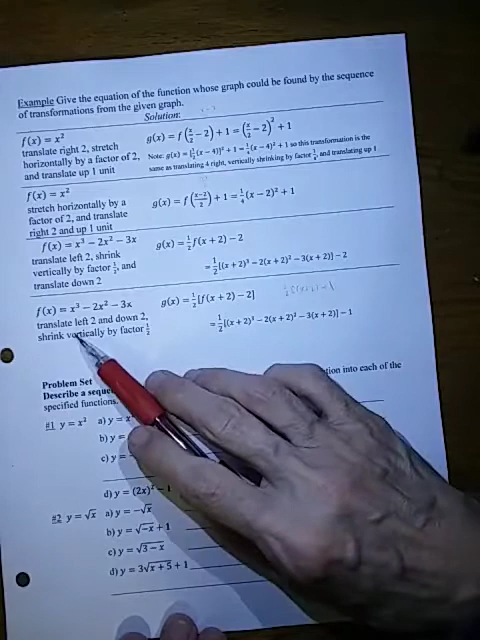 Example Give the equation of the function whose graph could be found by the sequence
of transformations from the given graph.
Solution:
f(x) = x²
translate right 2, stretch
horizontally by a factor of 2,
and translate up 1 unit
g(x) = f(x/2 − 2) + 1 = (x/2 − 2)² + 1
Note: g(x) = [½(x − 4)]² + 1 = ¼(x − 4)² + 1 so this transformation is the
same as translating 4 right, vertically shrinking by factor ¼, and translating up 1
f(x) = x²
stretch horizontally by a
factor of 2, and translate
right 2 and up 1 unit
g(x) = f((x−2)/2) + 1 = ¼(x − 2)² + 1
f(x) = x³ − 2x² − 3x
translate left 2, shrink
vertically by factor ½, and
translate down 2
g(x) = ½f(x + 2) − 2
= ½[(x + 2)³ − 2(x + 2)² − 3(x + 2)] − 2
f(x) = x³ − 2x² − 3x
translate left 2 and down 2,
shrink vertically by factor ½
g(x) = ½[f(x + 2) − 2]
½f(x+2) − 1
= ½[(x + 2)³ − 2(x + 2)² − 3(x + 2)] − 1
Problem Set
Describe a tion into each of the
specified functions.
#1 y = x² a) y =
b) y =
c) y =
d) y = (2x)² − 1
#2 y = √x a) y = −√x
b) y = √−x + 1
c) y = √3 − x
d) y = 3√x + 5 + 1